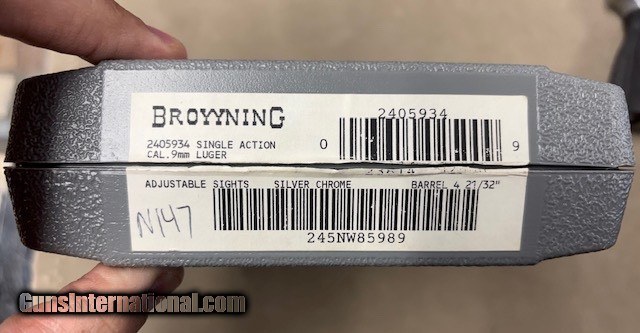 BROWNING
2405934
2405934 SINGLE ACTION
CAL.9mm LUGER
0 9
ADJUSTABLE SIGHTS SILVER CHROME BARREL 4 21/32"
N147
245NW85989
GunsInternational.com